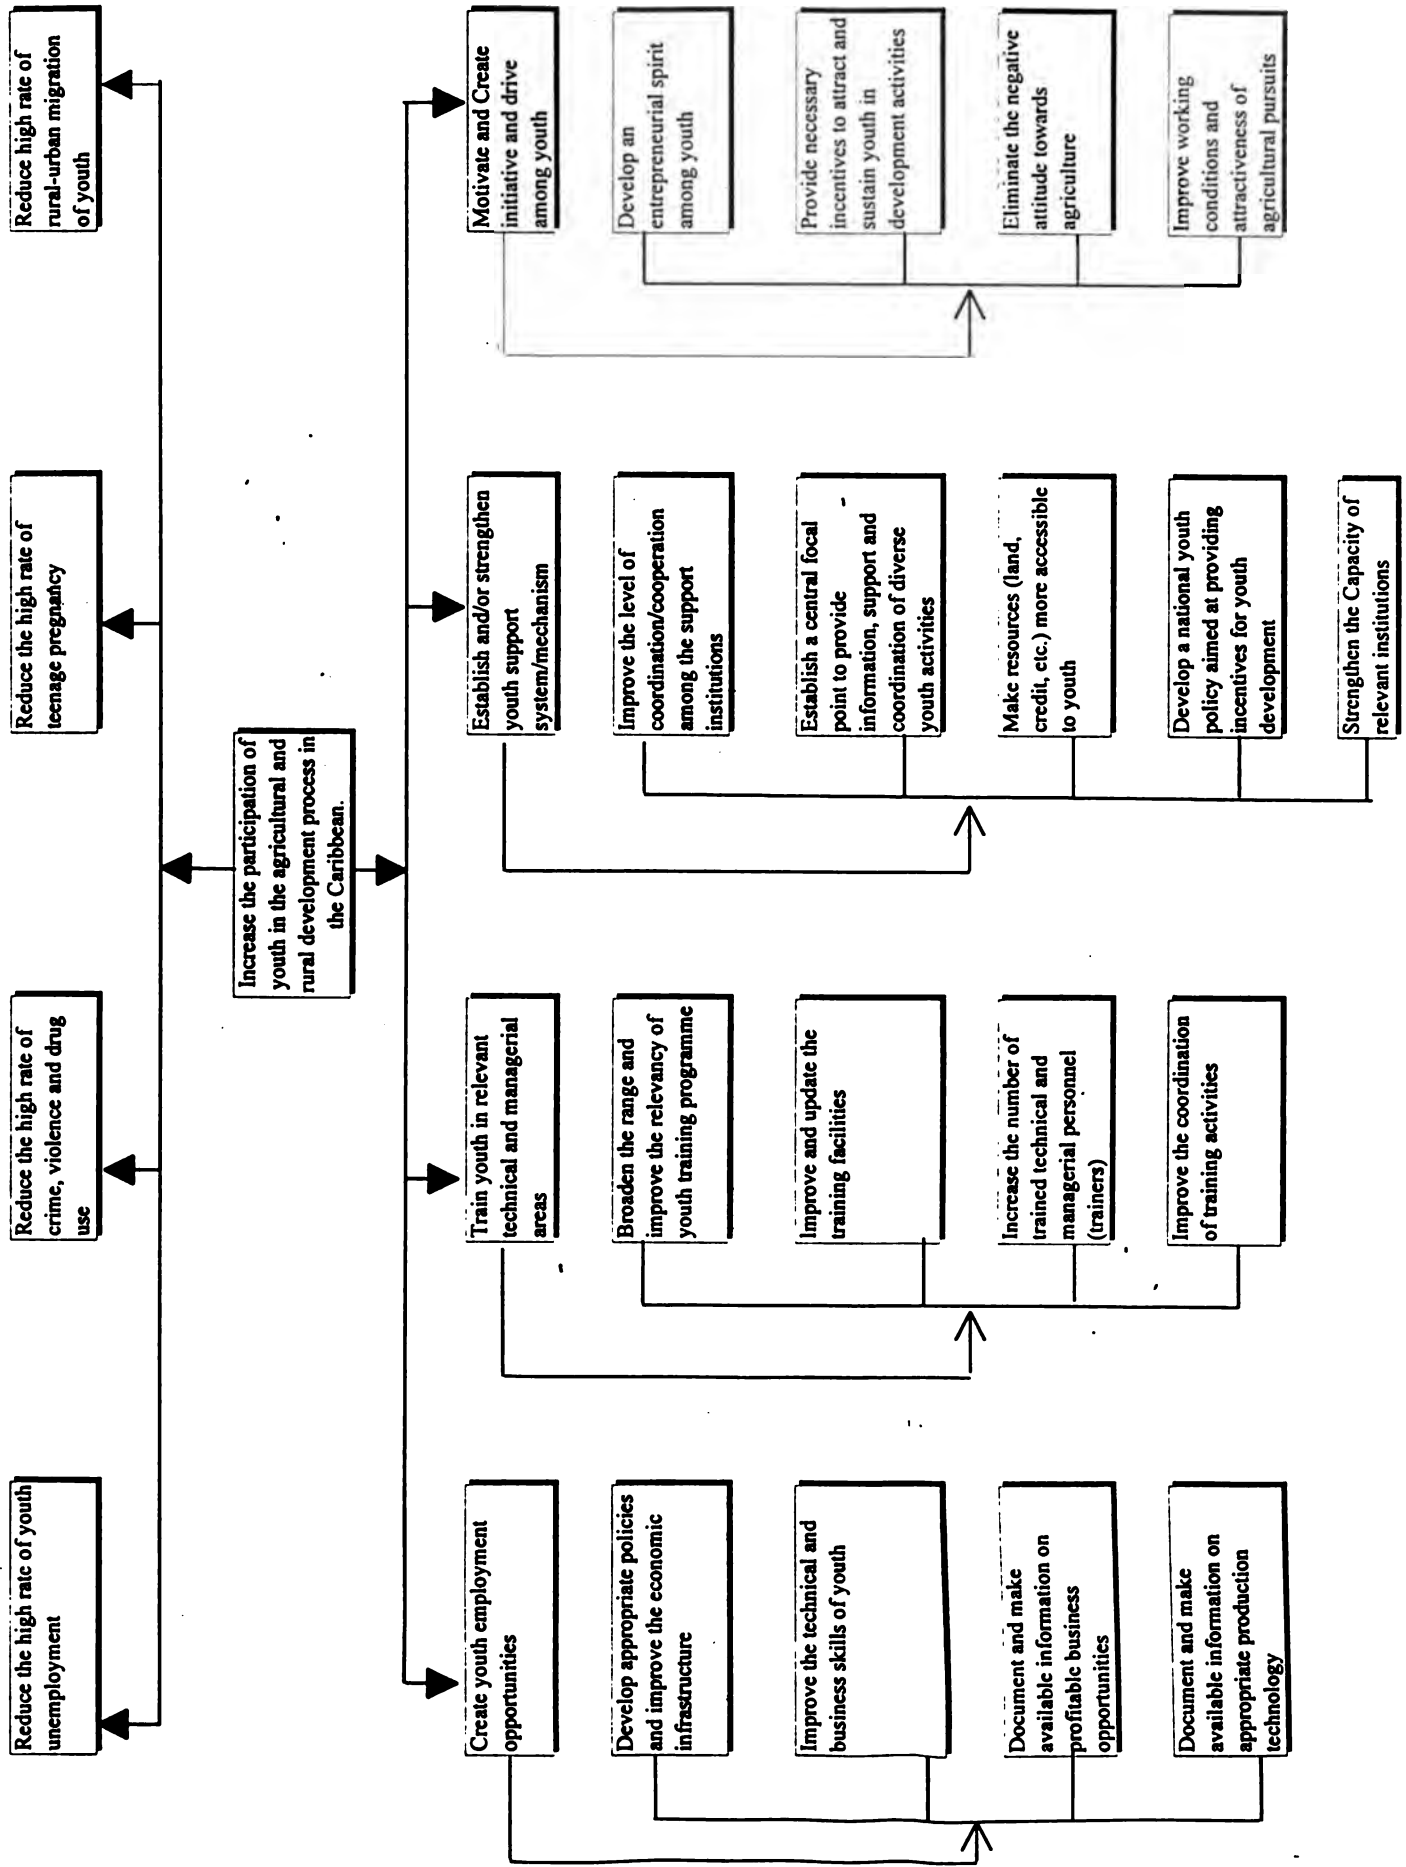 Reduce the high rate of youth
unemployment
Reduce the high rate of
crime, violence and drug
use
Reduce the high rate of
teenage pregnancy
Reduce high rate of
rural-urban migration
of youth
Increase the participation of
youth in the agricultural and
rural development process in
the Caribbean.
Create youth employment
opportunities
Develop appropriate policies
and improve the economic
infrastructure
Improve the technical and
business skills of youth
Document and make
available information on
profitable business
opportunities
Document and make
available information on
appropriate production
technology
Train youth in relevant
technical and managerial
areas
Broaden the range and
improve the relevancy of
youth training programme
Improve and update the
training facilities
Increase the number of
trained technical and
managerial personnel
(trainers)
Improve the coordination
of training activities
Establish and/or strengthen
youth support
system/mechanism
Improve the level of
coordination/cooperation
among the support
institutions
Establish a central focal
point to provide
information, support and
coordination of diverse
youth activities
Make resources (land,
credit, etc.) more accessible
to youth
Develop a national youth
policy aimed at providing
incentives for youth
development
Strengthen the Capacity of
relevant institutions
Motivate and Create
initiative and drive
among youth
Develop an
entrepreneurial spirit
among youth
Provide necessary
incentives to attract and
sustain youth in
development activities
Eliminate the negative
attitude towards
agriculture
Improve working
conditions and
attractiveness of
agricultural pursuits